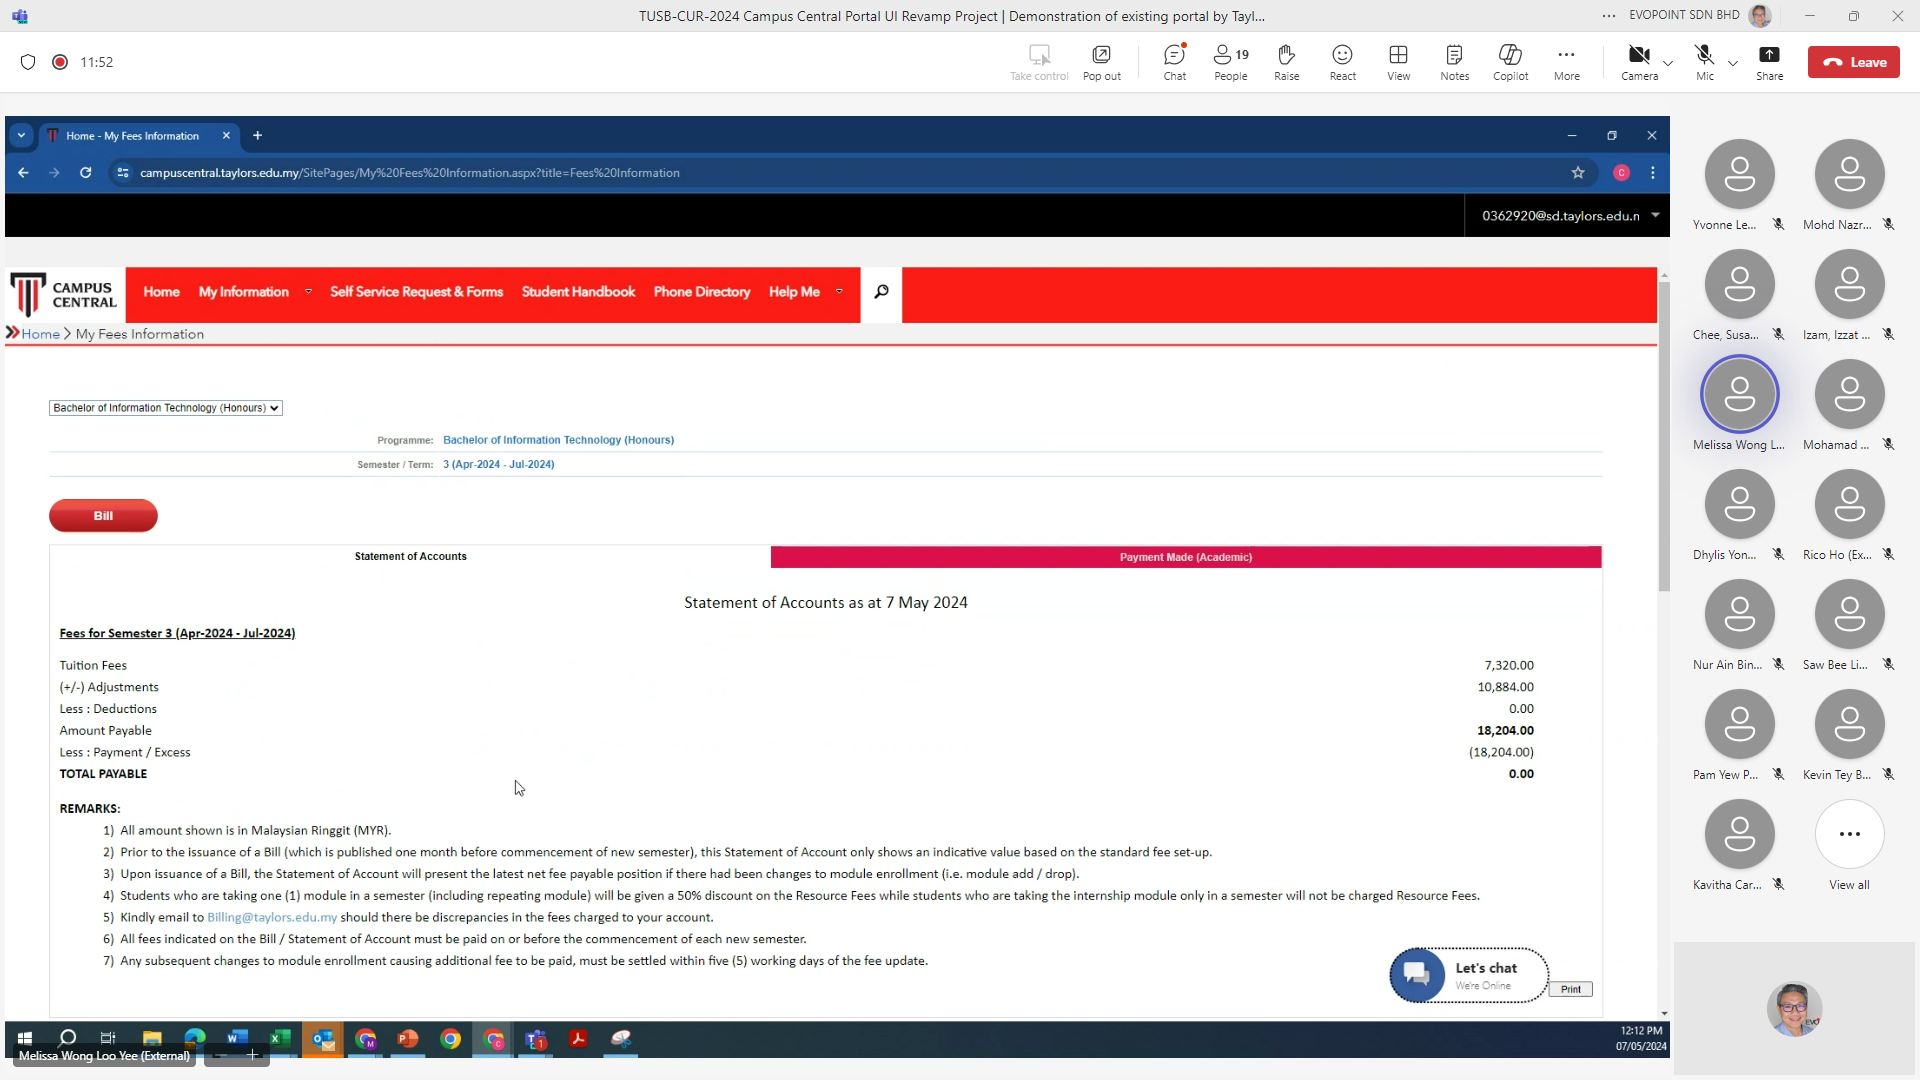 TUSB-CUR-2024 Campus Central Portal UI Revamp Project | Demonstration of existing portal by Tayl...
EVOPOINT SDN BHD
11:52
Take control
Pop out
Chat
19
People
Raise
React
View
Notes
Copilot
More
Camera
Mic
Share
Leave
Home - My Fees Information
campuscentral.taylors.edu.my/SitePages/My%20Fees%20Information.aspx?title=Fees%20Information
C
0362920@sd.taylors.edu.n
CAMPUS CENTRAL
Home
My Information
Self Service Request & Forms
Student Handbook
Phone Directory
Help Me
Home > My Fees Information
Bachelor of Information Technology (Honours)
Programme: Bachelor of Information Technology (Honours)
Semester / Term: 3 (Apr-2024 - Jul-2024)
Bill
Statement of Accounts
Payment Made (Academic)
Statement of Accounts as at 7 May 2024
Fees for Semester 3 (Apr-2024 - Jul-2024)
Tuition Fees 7,320.00
(+/-) Adjustments 10,884.00
Less : Deductions 0.00
Amount Payable 18,204.00
Less : Payment / Excess (18,204.00)
TOTAL PAYABLE 0.00
REMARKS:
1) All amount shown is in Malaysian Ringgit (MYR).
2) Prior to the issuance of a Bill (which is published one month before commencement of new semester), this Statement of Account only shows an indicative value based on the standard fee set-up.
3) Upon issuance of a Bill, the Statement of Account will present the latest net fee payable position if there had been changes to module enrollment (i.e. module add / drop).
4) Students who are taking one (1) module in a semester (including repeating module) will be given a 50% discount on the Resource Fees while students who are taking the internship module only in a semester will not be charged Resource Fees.
5) Kindly email to Billing@taylors.edu.my should there be discrepancies in the fees charged to your account.
6) All fees indicated on the Bill / Statement of Account must be paid on or before the commencement of each new semester.
7) Any subsequent changes to module enrollment causing additional fee to be paid, must be settled within five (5) working days of the fee update.
Let's chat
We're Online
Print
12:12 PM
07/05/2024
Melissa Wong Loo Yee (External)
Yvonne Le...
Mohd Nazr...
Chee, Susa...
Izam, Izzat ...
Melissa Wong L...
Mohamad ...
Dhylis Yon...
Rico Ho (Ex...
Nur Ain Bin...
Saw Bee Li...
Pam Yew P...
Kevin Tey B...
Kavitha Car...
View all